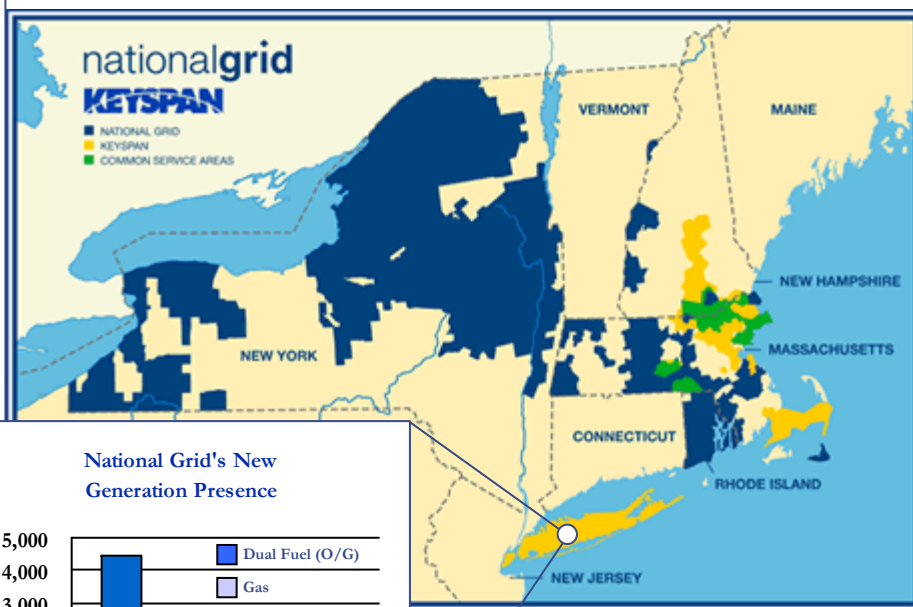 nationalgrid
KEYSPAN
NATIONAL GRID
KEYSPAN
COMMON SERVICE AREAS
VERMONT
MAINE
NEW HAMPSHIRE
MASSACHUSETTS
NEW YORK
CONNECTICUT
RHODE ISLAND
NEW JERSEY
National Grid's New
Generation Presence
5,000
4,000
3,000
Dual Fuel (O/G)
Gas